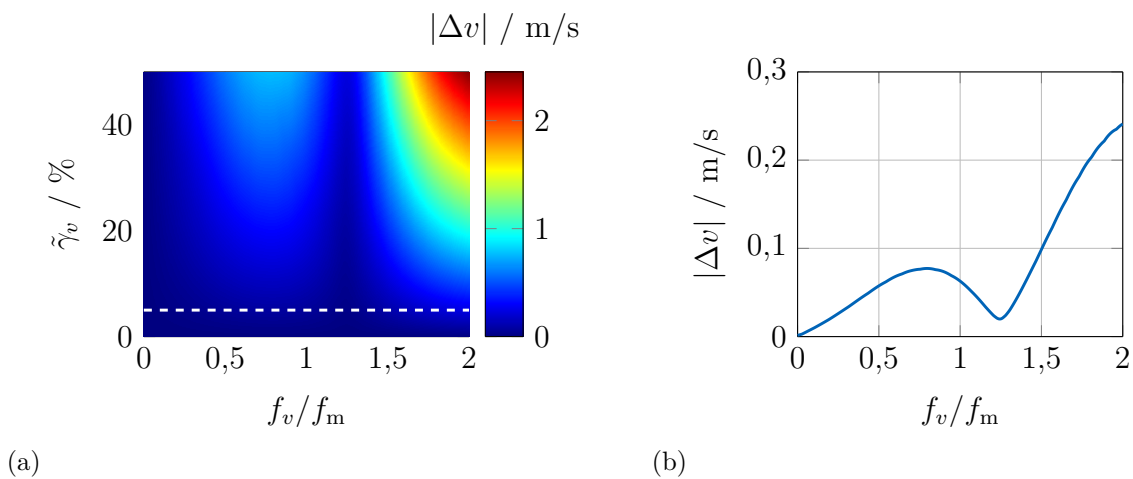 |Δv| / m/s
γ̃_v / %
40
20
0
0 0,5 1 1,5 2
2
1
0
f_v/f_m
(a)
|Δv| / m/s
0,3
0,2
0,1
0
0 0,5 1 1,5 2
f_v/f_m
(b)